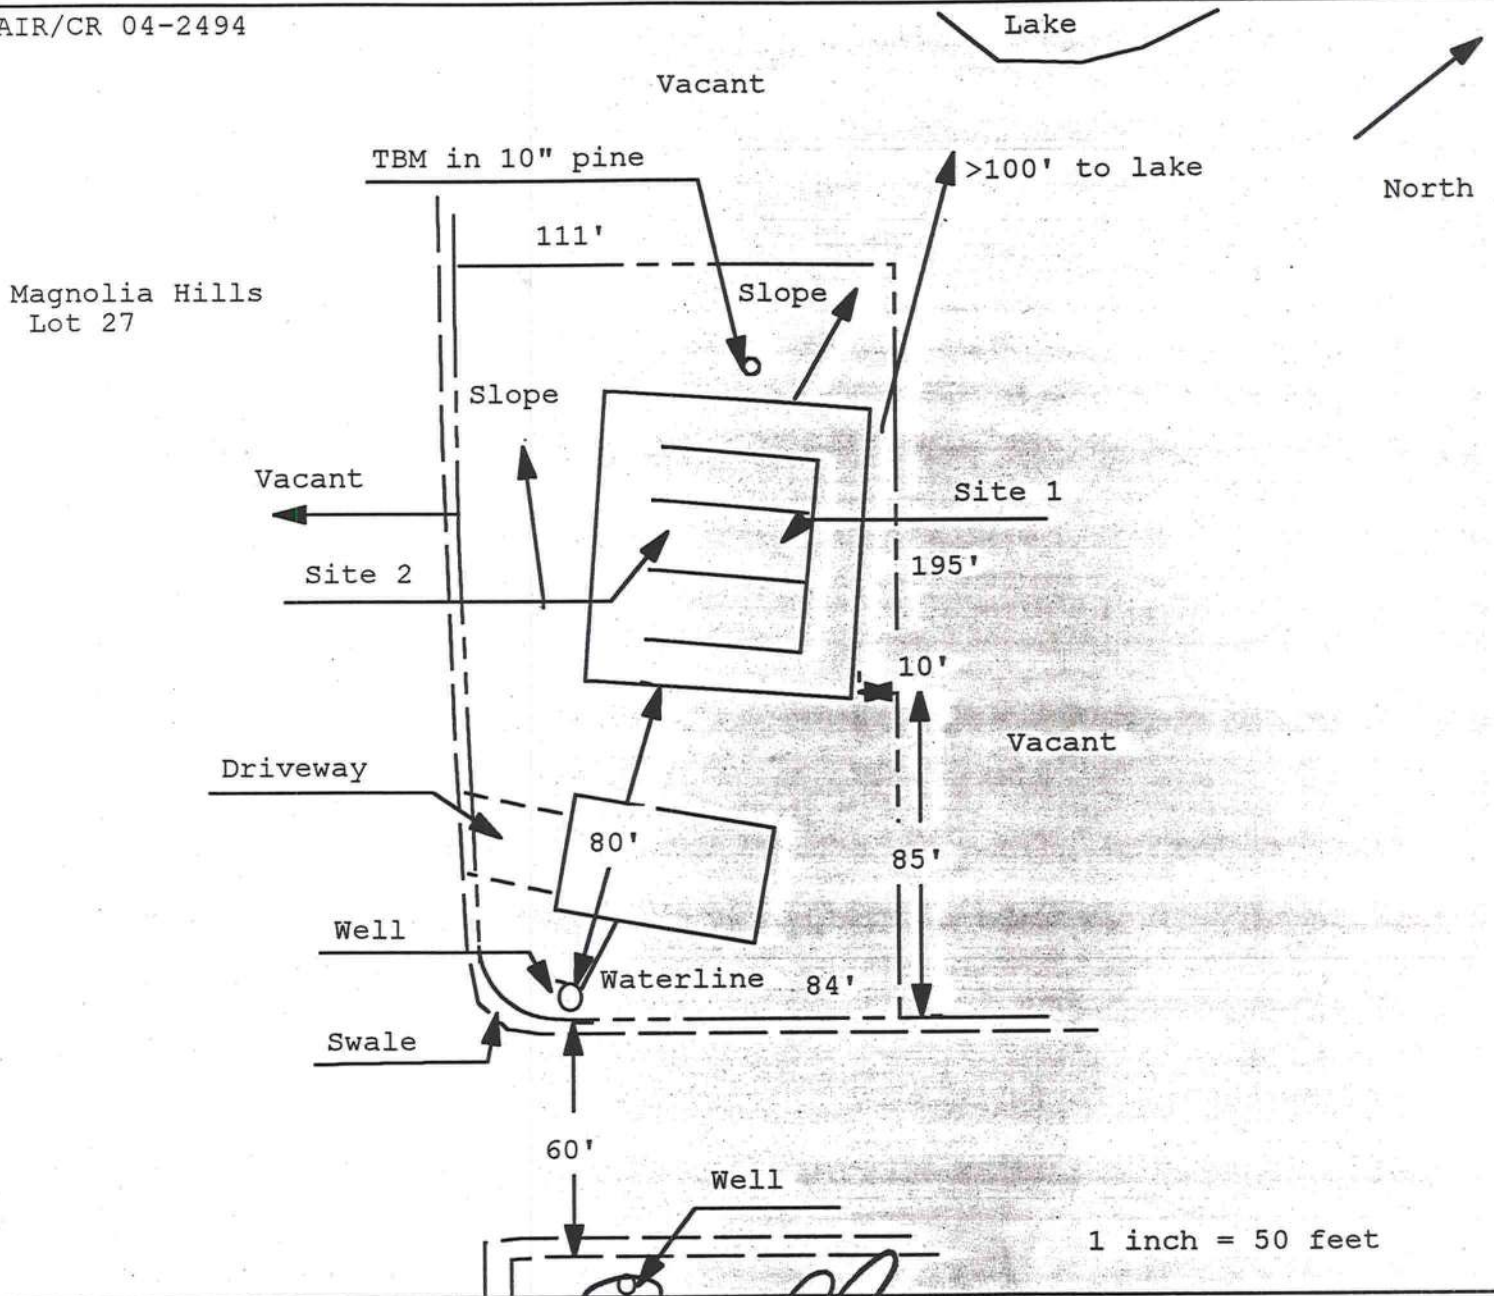 AIR/CR 04-2494
Lake
Vacant
TBM in 10" pine
>100' to lake
North
111'
Magnolia Hills
Lot 27
Slope
Slope
Vacant
Site 1
Site 2
195'
10'
Vacant
Driveway
80'
85'
Well
Waterline
84'
Swale
60'
Well
1 inch = 50 feet